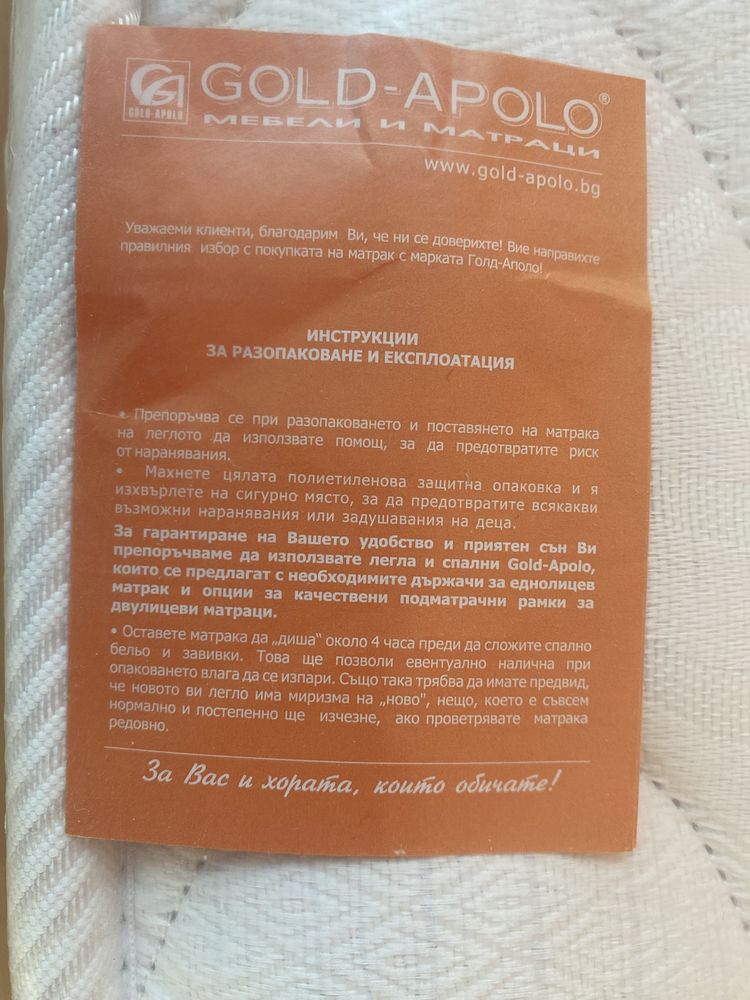 GOLD-APOLO®
GOLD-APOLO
МЕБЕЛИ И МАТРАЦИ
www.gold-apolo.bg
Уважаеми клиенти, благодарим Ви, че ни се доверихте! Вие направихте
правилния избор с покупката на матрак с марката Голд-Аполо!
ИНСТРУКЦИИ
ЗА РАЗОПАКОВАНЕ И ЕКСПЛОАТАЦИЯ
• Препоръчва се при разопаковането и поставянето на матрака
на леглото да използвате помощ, за да предотвратите риск
от наранявания.
• Махнете цялата полиетиленова защитна опаковка и я
изхвърлете на сигурно място, за да предотвратите всякакви
възможни наранявания или задушавания на деца.
За гарантиране на Вашето удобство и приятен сън Ви
препоръчваме да използвате легла и спални Gold-Apolo,
които се предлагат с необходимите държачи за еднолицев
матрак и опции за качествени подматрачни рамки за
двулицеви матраци.
• Оставете матрака да „диша“ около 4 часа преди да сложите спално
бельо и завивки. Това ще позволи евентуално налична при
опаковането влага да се изпари. Също така трябва да имате предвид,
че новото ви легло има миризма на „ново", нещо, което е съвсем
нормално и постепенно ще изчезне, ако проветрявате матрака
редовно.
За Вас и хората, които обичате!